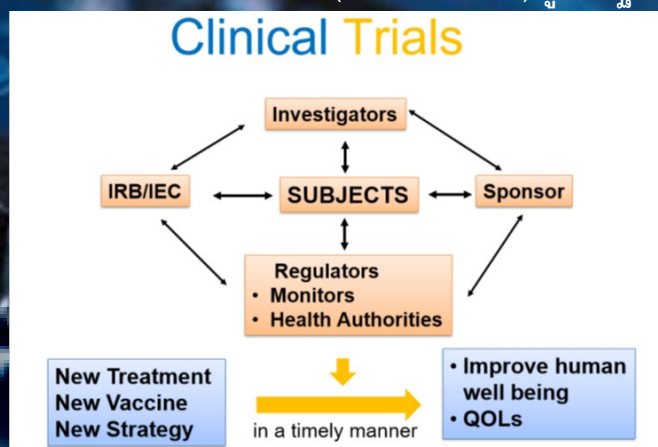 Clinical Trials
Investigators
IRB/IEC
SUBJECTS
Sponsor
Regulators
• Monitors
• Health Authorities
New Treatment
New Vaccine
New Strategy
in a timely manner
• Improve human
well being
• QOLs